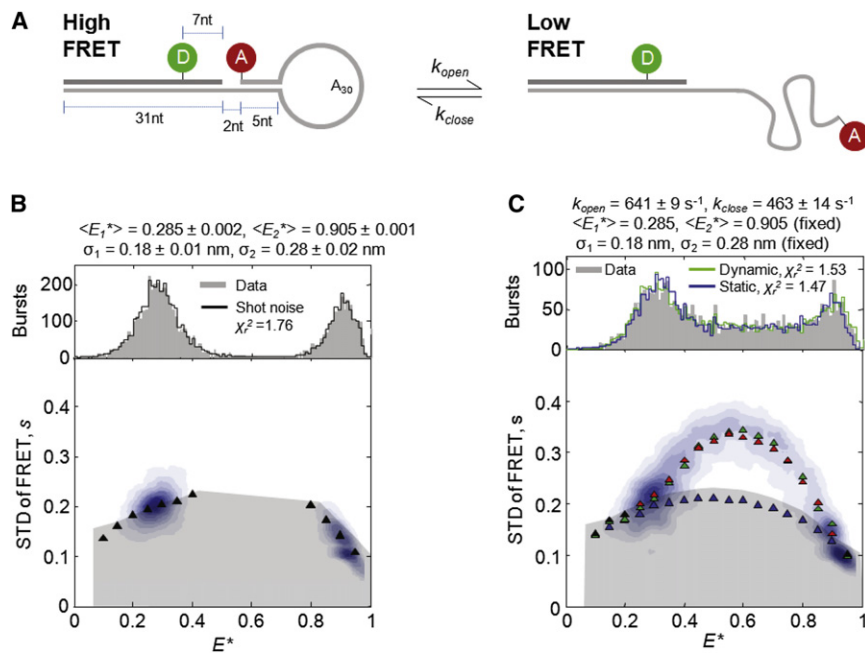 A
High
FRET
7nt
D
A
A30
31nt
2nt
5nt
kopen
kclose
Low
FRET
D
A
B
<E1*> = 0.285 ± 0.002, <E2*> = 0.905 ± 0.001
σ1 = 0.18 ± 0.01 nm, σ2 = 0.28 ± 0.02 nm
Bursts
200
100
0
Data
Shot noise
χr² =1.76
STD of FRET, s
0.4
0.3
0.2
0.1
0
0 0.2 0.4 0.6 0.8 1
E*
C
kopen = 641 ± 9 s-1, kclose = 463 ± 14 s-1
<E1*> = 0.285, <E2*> = 0.905 (fixed)
σ1 = 0.18 nm, σ2 = 0.28 nm (fixed)
Bursts
100
50
0
Data
Dynamic, χr² = 1.53
Static, χr² = 1.47
STD of FRET, s
0.4
0.3
0.2
0.1
0
0 0.2 0.4 0.6 0.8 1
E*